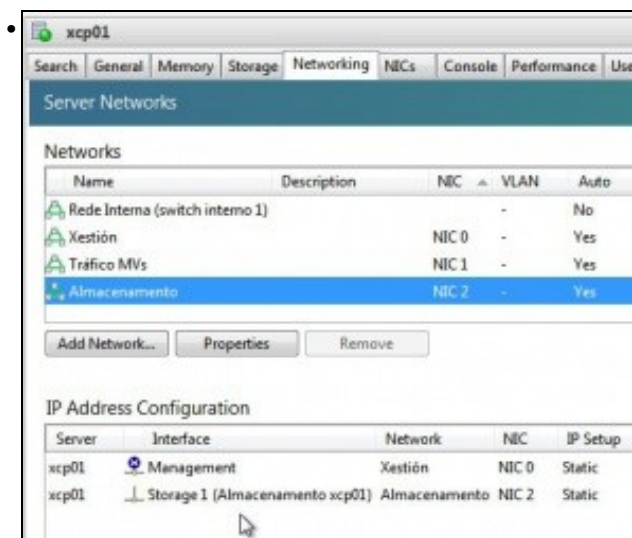 xcp01
Search General Memory Storage Networking NICs Console Performance Use
Server Networks
Networks
Name Description NIC VLAN Auto
Rede Interna (switch interno 1) - No
Xestión NIC 0 - Yes
Tráfico MVs NIC 1 - Yes
Almacenamento NIC 2 - Yes
Add Network... Properties Remove
IP Address Configuration
Server Interface Network NIC IP Setup
xcp01 Management Xestión NIC 0 Static
xcp01 Storage 1 (Almacenamento xcp01) Almacenamento NIC 2 Static